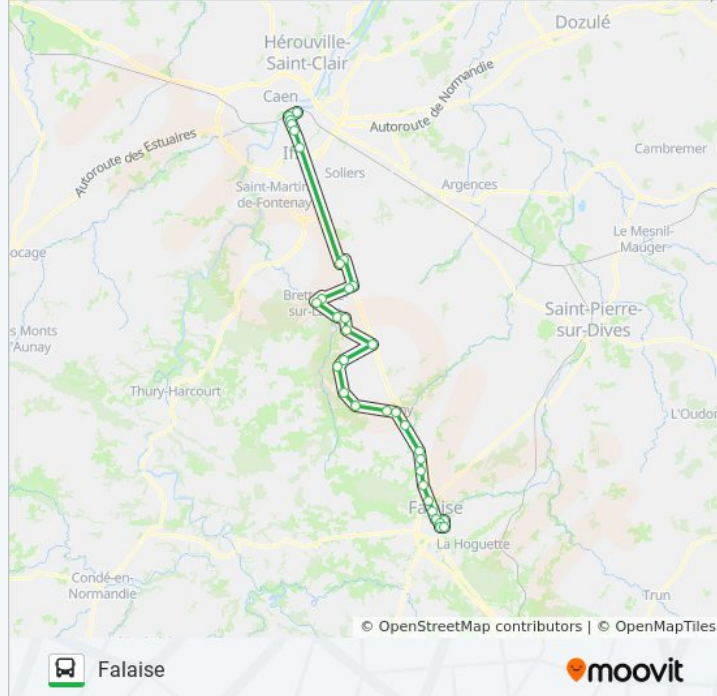 Hérouville-
Saint-Clair
Dozulé
Caen
Autoroute de Normandie
Autoroute des Estuaires
Cambremer
Soliers
Saint-Martin
de-Fontenay
Argences
Le Mesnil-
Mauger
ocage
Saint-Pierre-
sur-Dives
s Monts
d'Aunay
Thury-Harcourt
L'Oudon
Falaise
La Hoguette
Condé-en-
Normandie
Trun
© OpenStreetMap contributors | © OpenMapTiles
Falaise
moovit